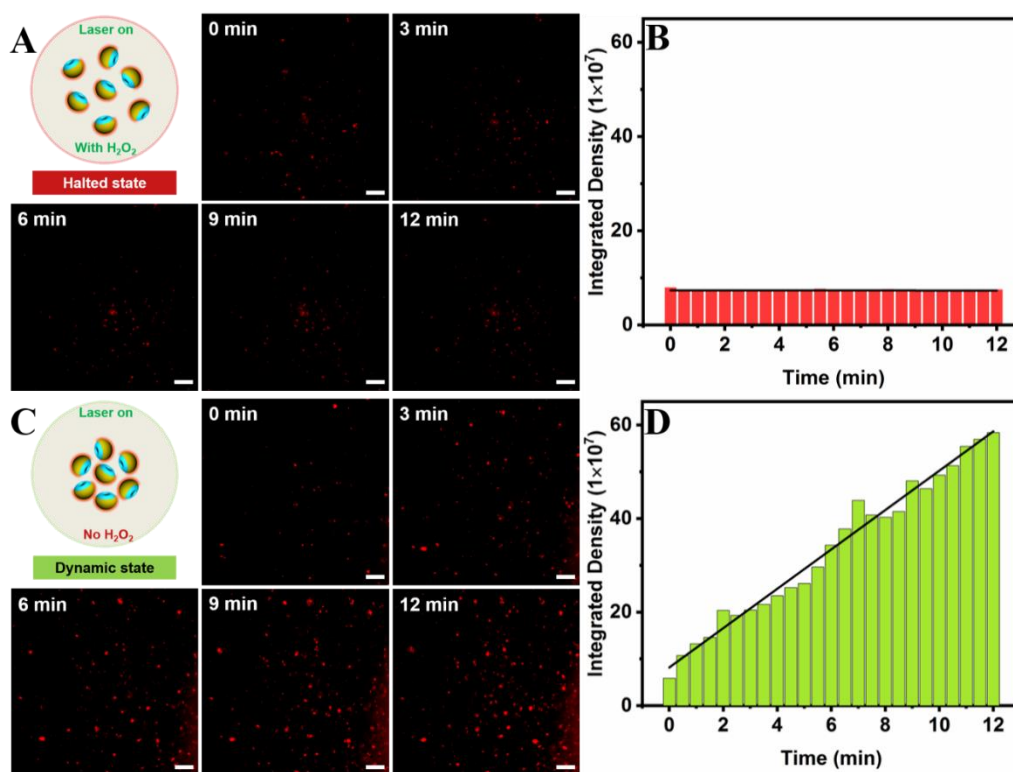 A
Laser on
With H₂O₂
Halted state
0 min
3 min
6 min
9 min
12 min
B
Integrated Density (1×10⁷)
60
40
20
0
0 2 4 6 8 10 12
Time (min)
C
Laser on
No H₂O₂
Dynamic state
0 min
3 min
6 min
9 min
12 min
D
Integrated Density (1×10⁷)
60
40
20
0
0 2 4 6 8 10 12
Time (min)